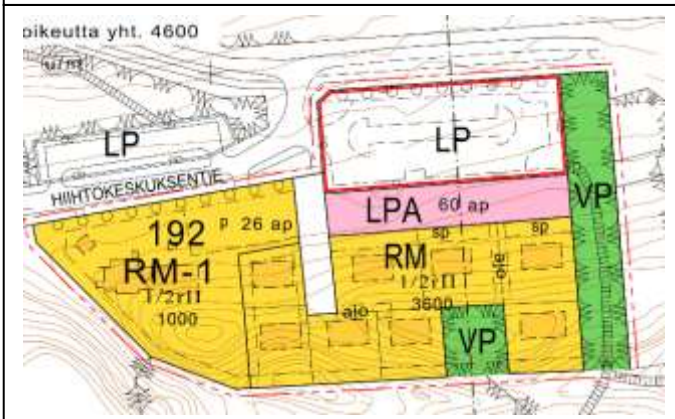 oikeutta yht. 4600
LP
LP
HIIHTOKESKUKSENTIE
LPA 60 ap
VP
192 p 26 ap
sp
sp
RM-1
RM
ole
1/2rII
1/2rII
1000
3600
ajo
VP